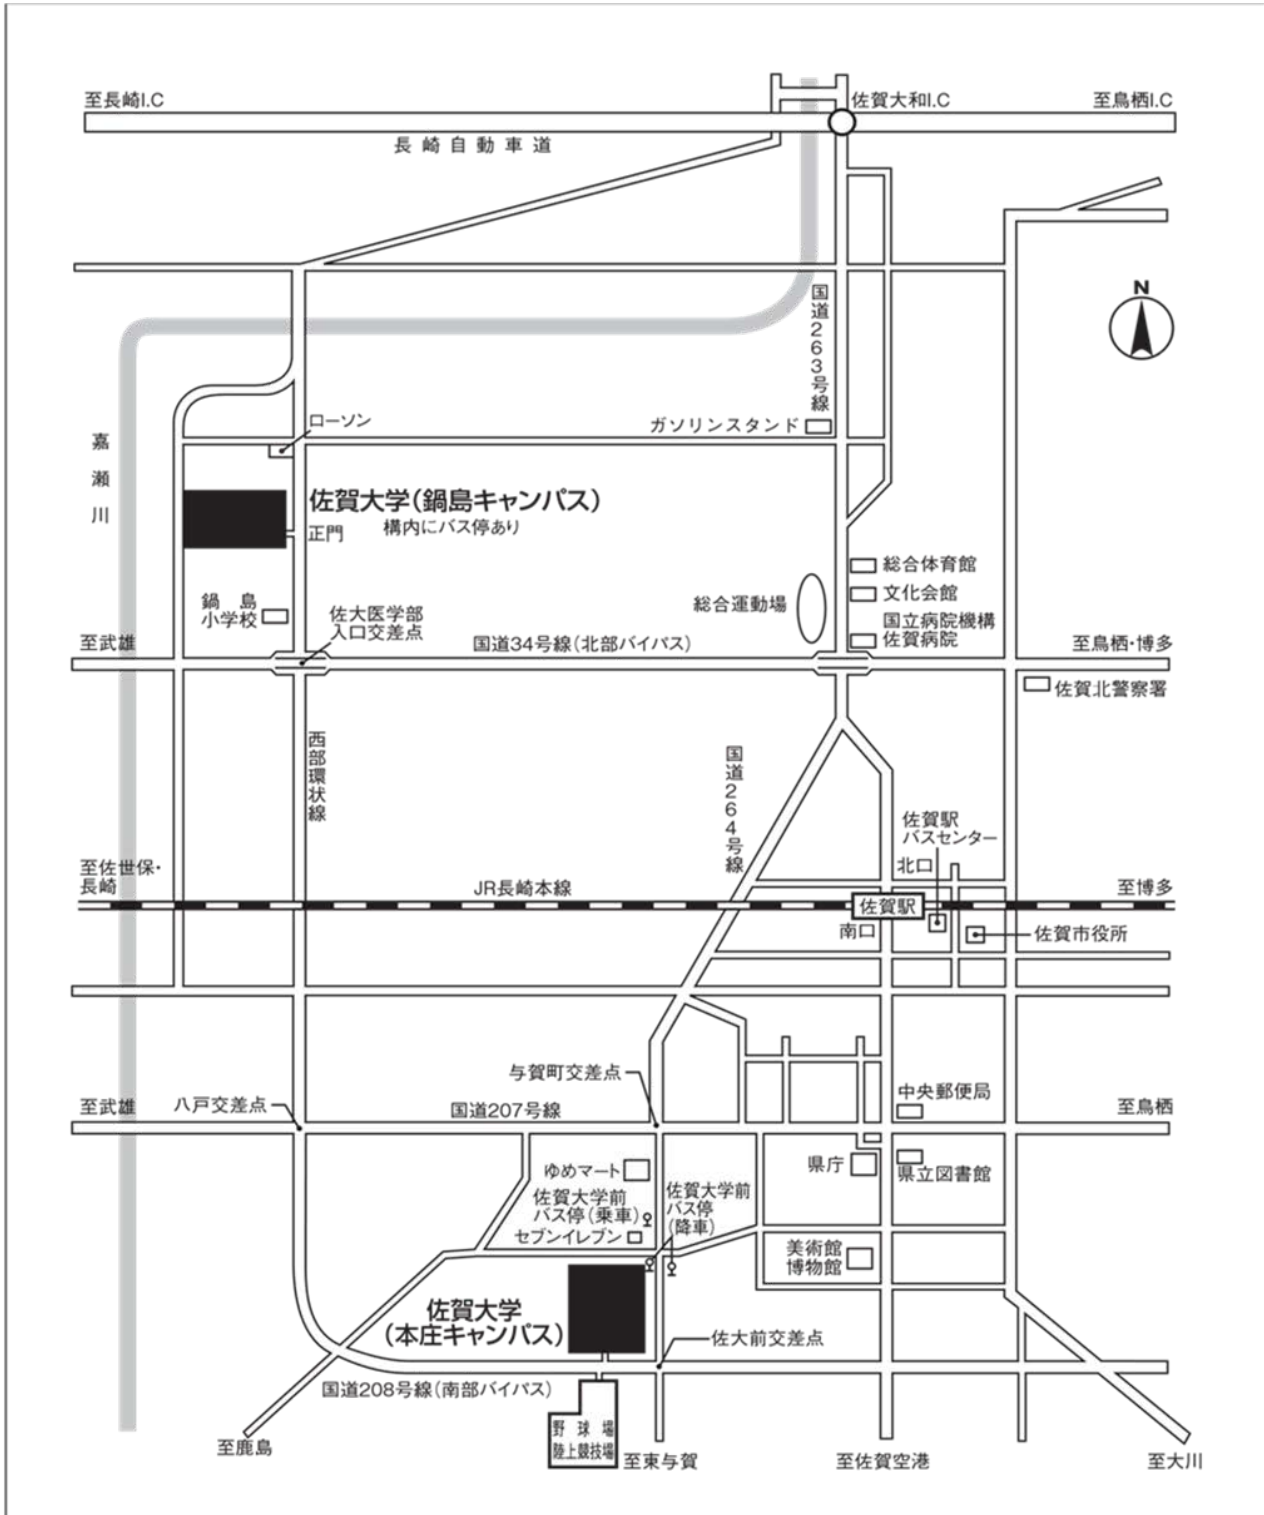 至長崎I.C
佐賀大和I.C
至鳥栖I.C
長崎自動車道
N
国道263号線
ローソン
ガソリンスタンド
嘉瀬川
佐賀大学(鍋島キャンパス)
構内にバス停あり
正門
総合体育館
文化会館
国立病院機構
佐賀病院
総合運動場
鍋島
小学校
佐大医学部
入口交差点
至武雄
国道34号線(北部バイパス)
至鳥栖・博多
佐賀北警察署
西部環状線
国道264号線
佐賀駅
バスセンター
北口
至佐世保・
長崎
JR長崎本線
至博多
佐賀駅
南口
佐賀市役所
与賀町交差点
中央郵便局
至武雄
八戸交差点
国道207号線
至鳥栖
ゆめマート
県庁
県立図書館
佐賀大学前
バス停(乗車)
佐賀大学前
バス停
(降車)
セブンイレブン
美術館
博物館
佐賀大学
(本庄キャンパス)
佐大前交差点
国道208号線(南部バイパス)
野球場
陸上競技場
至鹿島
至東与賀
至佐賀空港
至大川